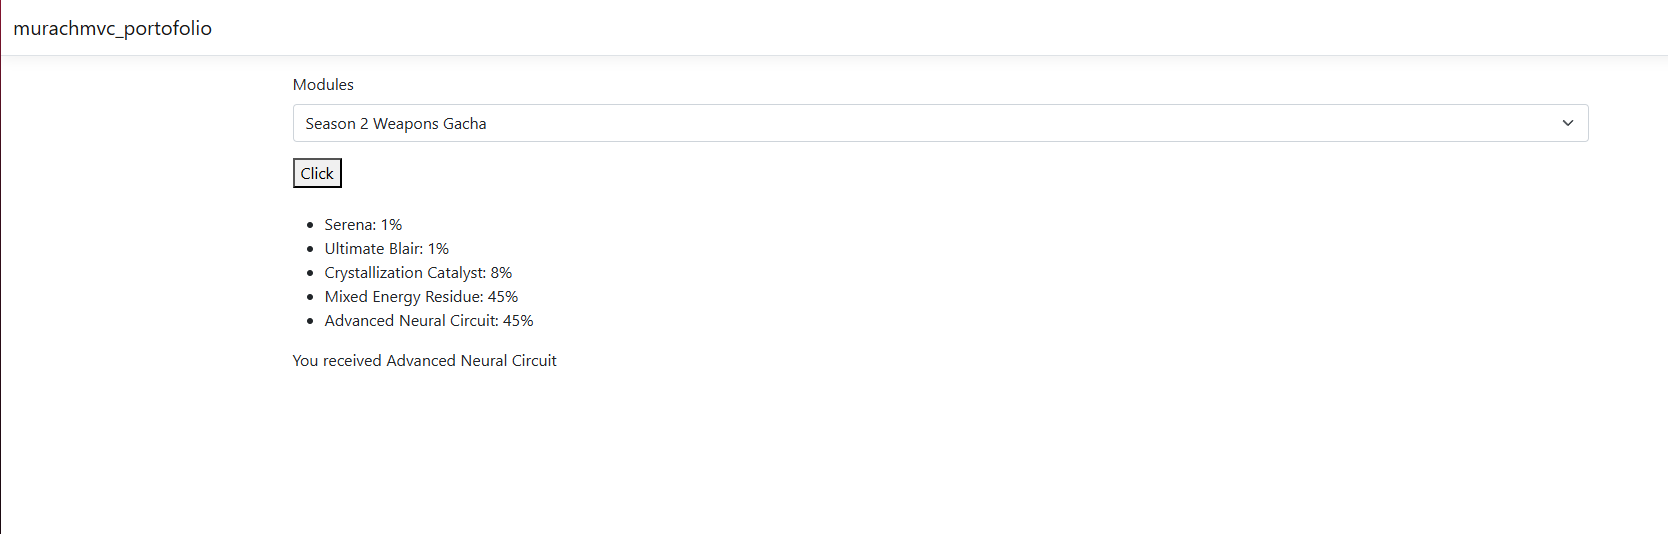 murachmvc_portofolio
Modules
Season 2 Weapons Gacha
Click
Serena: 1%
Ultimate Blair: 1%
Crystallization Catalyst: 8%
Mixed Energy Residue: 45%
Advanced Neural Circuit: 45%
You received Advanced Neural Circuit